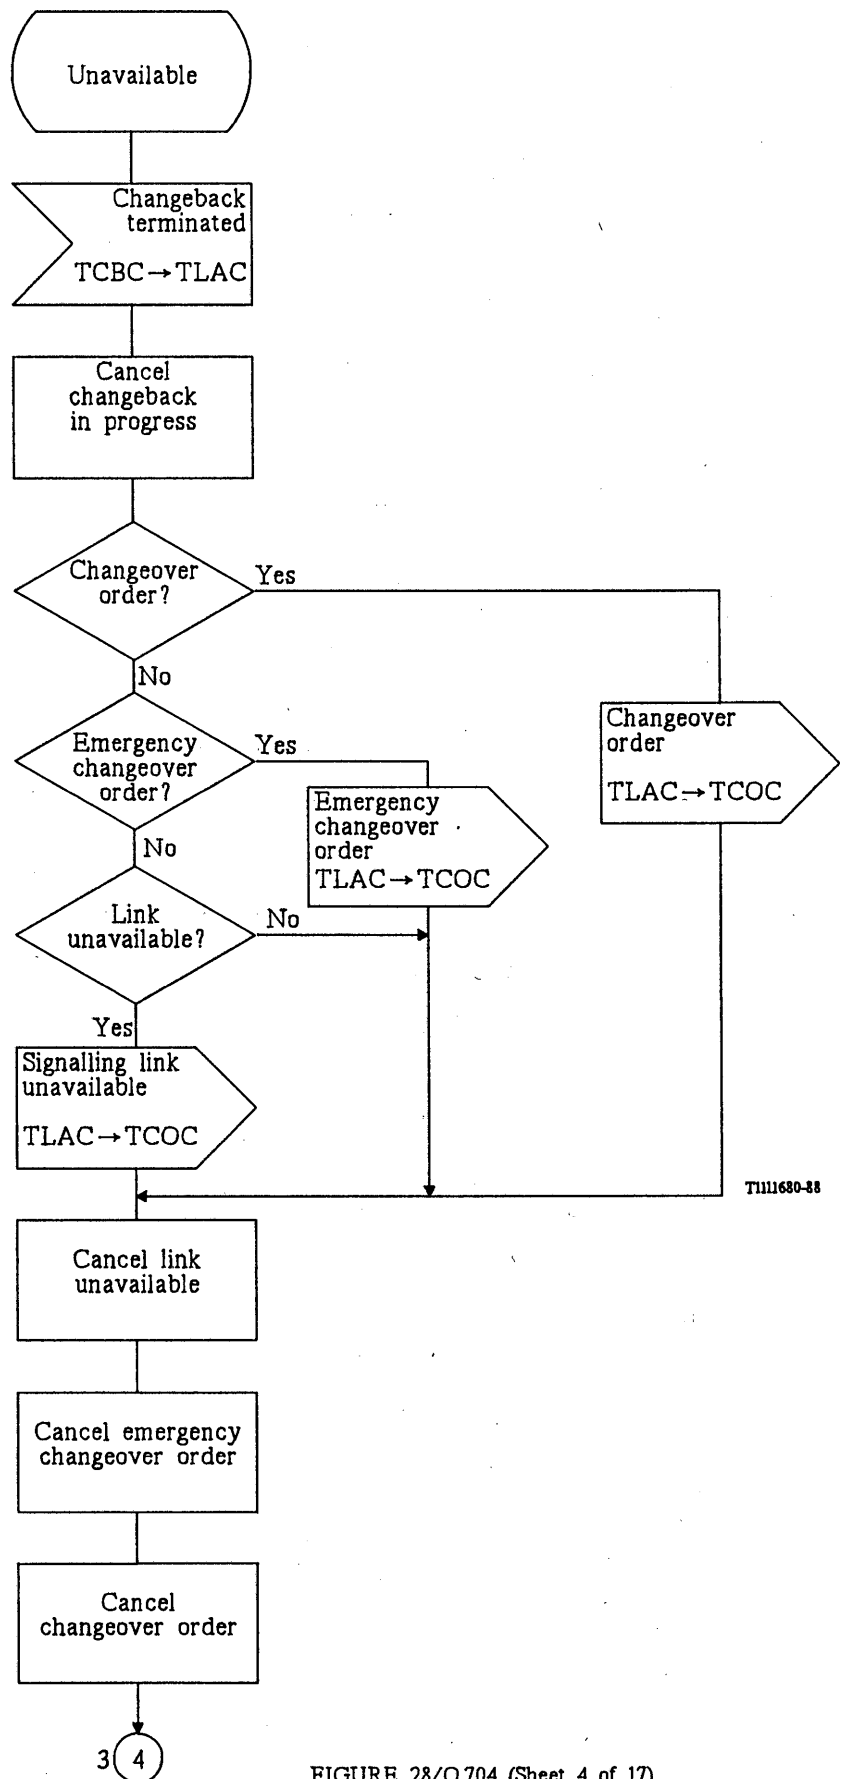 Unavailable
Changeback
terminated
TCBC→TLAC
Cancel
changeback
in progress
Changeover
order?
Yes
No
Changeover
order
TLAC→TCOC
Emergency
changeover
order?
Yes
No
Emergency
changeover
order
TLAC→TCOC
Link
unavailable?
No
Yes
Signalling link
unavailable
TLAC→TCOC
T1111680-88
Cancel link
unavailable
Cancel emergency
changeover order
Cancel
changeover order
3 4
FIGURE 28/Q.704 (Sheet 4 of 17)